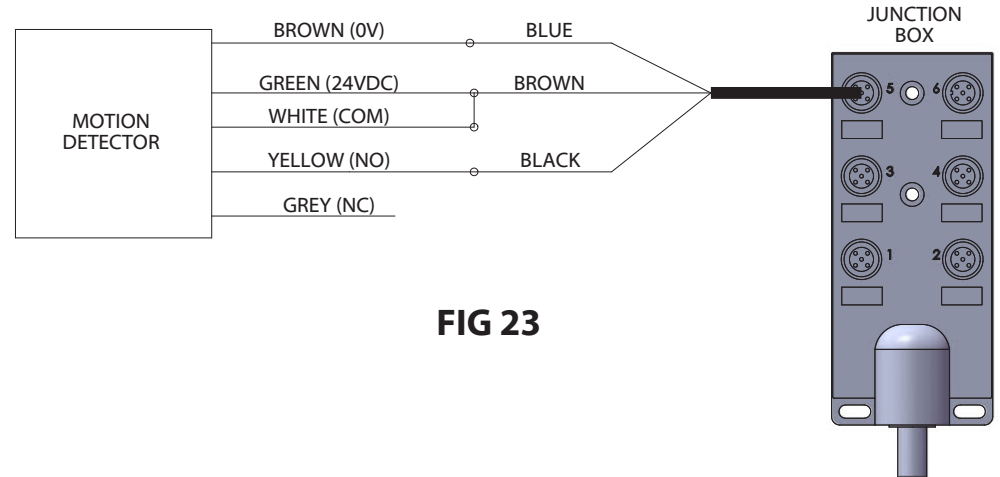 JUNCTION
BOX
BROWN (0V)
BLUE
GREEN (24VDC)
BROWN
WHITE (COM)
MOTION
DETECTOR
YELLOW (NO)
BLACK
GREY (NC)
5
6
3
4
1
2
FIG 23